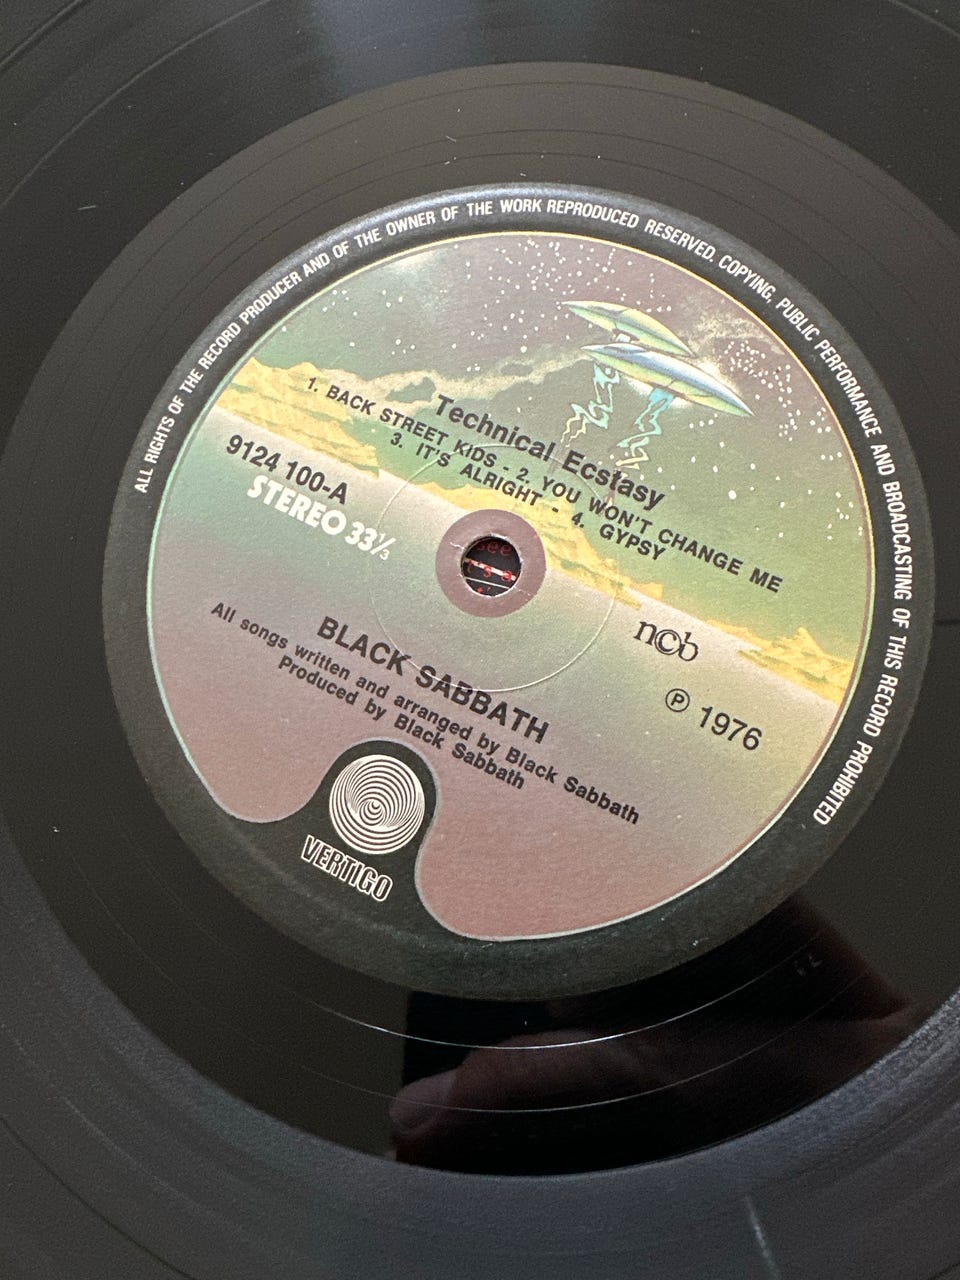 ALL RIGHTS OF THE RECORD PRODUCER AND OF THE OWNER OF THE WORK REPRODUCED RESERVED. COPYING, PUBLIC PERFORMANCE AND BROADCASTING OF THIS RECORD PROHIBITED
Technical Ecstasy
1. BACK STREET KIDS - 2. YOU WON'T CHANGE ME
3. IT'S ALRIGHT - 4. GYPSY
9124 100-A
STEREO 33⅓
see
t's a
n©b
℗ 1976
BLACK SABBATH
All songs written and arranged by Black Sabbath
Produced by Black Sabbath
VERTIGO